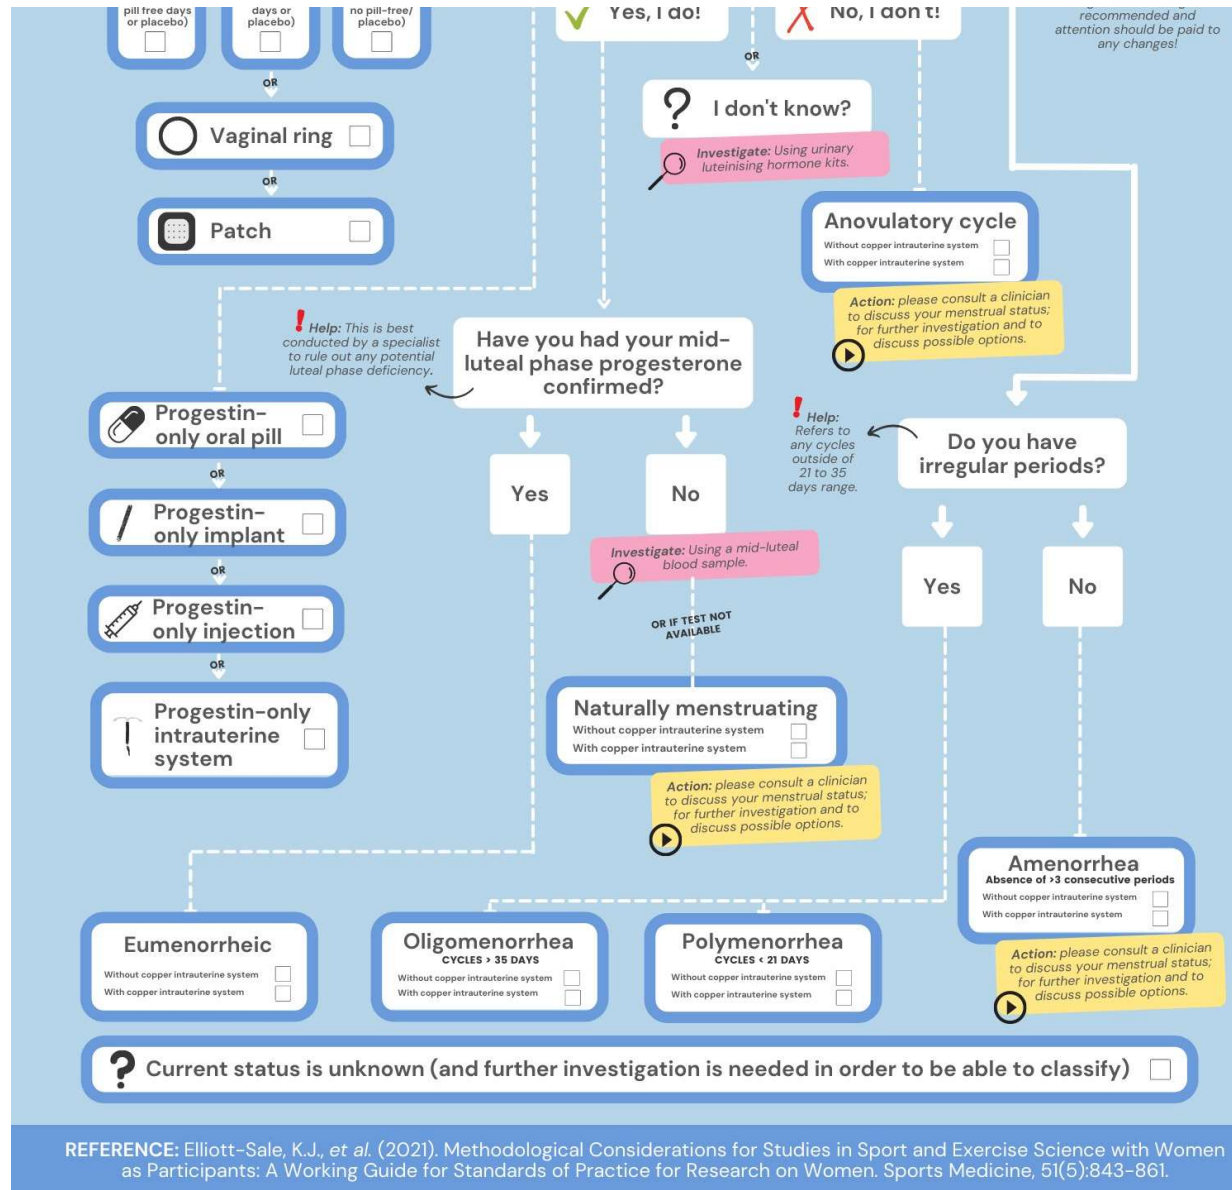 pill free days
or placebo)
days or
placebo)
no pill-free/
placebo)
OR
Vaginal ring
OR
Patch
Yes, I do!
No, I don't!
OR
I don't know?
Investigate: Using urinary
luteinising hormone kits.
recommended and
attention should be paid to
any changes!
Anovulatory cycle
Without copper intrauterine system
With copper intrauterine system
Action: please consult a clinician
to discuss your menstrual status;
for further investigation and to
discuss possible options.
Help: This is best
conducted by a specialist
to rule out any potential
luteal phase deficiency.
Have you had your mid-
luteal phase progesterone
confirmed?
Yes
No
Investigate: Using a mid-luteal
blood sample.
OR IF TEST NOT
AVAILABLE
Naturally menstruating
Without copper intrauterine system
With copper intrauterine system
Action: please consult a clinician
to discuss your menstrual status;
for further investigation and to
discuss possible options.
Progestin-
only oral pill
OR
Progestin-
only implant
OR
Progestin-
only injection
OR
Progestin-only
intrauterine
system
Help:
Refers to
any cycles
outside of
21 to 35
days range.
Do you have
irregular periods?
Yes
No
Amenorrhea
Absence of >3 consecutive periods
Without copper intrauterine system
With copper intrauterine system
Action: please consult a clinician
to discuss your menstrual status;
for further investigation and to
discuss possible options.
Eumenorrheic
Without copper intrauterine system
With copper intrauterine system
Oligomenorrhea
CYCLES > 35 DAYS
Without copper intrauterine system
With copper intrauterine system
Polymenorrhea
CYCLES < 21 DAYS
Without copper intrauterine system
With copper intrauterine system
? Current status is unknown (and further investigation is needed in order to be able to classify)
REFERENCE: Elliott-Sale, K.J., et al. (2021). Methodological Considerations for Studies in Sport and Exercise Science with Women
as Participants: A Working Guide for Standards of Practice for Research on Women. Sports Medicine, 51(5):843-861.